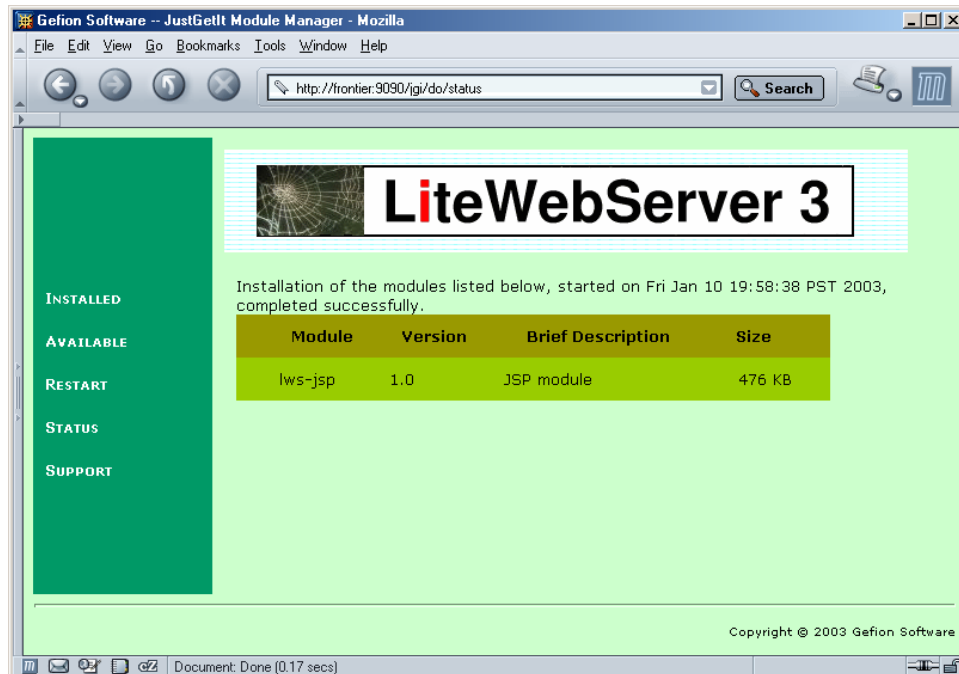 Gefion Software -- JustGetIt Module Manager - Mozilla
File Edit View Go Bookmarks Tools Window Help
http://frontier:9090/jgi/do/status Search
LiteWebServer 3
INSTALLED
AVAILABLE
RESTART
STATUS
SUPPORT
Installation of the modules listed below, started on Fri Jan 10 19:58:38 PST 2003,
completed successfully.
Module Version Brief Description Size
lws-jsp 1.0 JSP module 476 KB
Copyright © 2003 Gefion Software
Document: Done (0.17 secs)